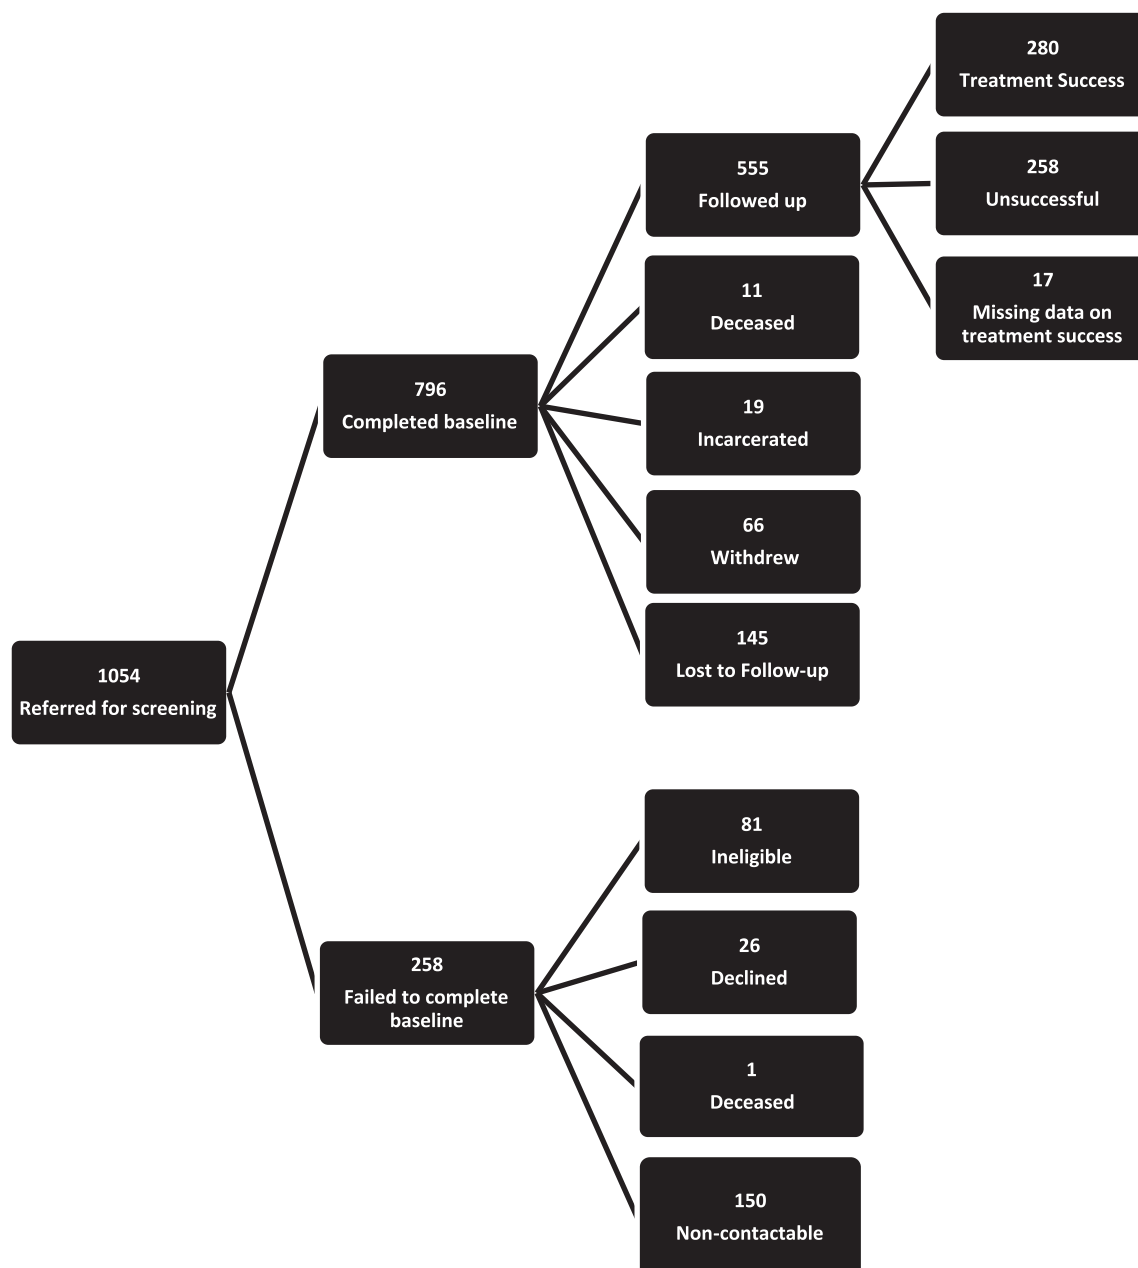 1054
Referred for screening
796
Completed baseline
555
Followed up
280
Treatment Success
258
Unsuccessful
17
Missing data on
treatment success
11
Deceased
19
Incarcerated
66
Withdrew
145
Lost to Follow-up
258
Failed to complete
baseline
81
Ineligible
26
Declined
1
Deceased
150
Non-contactable